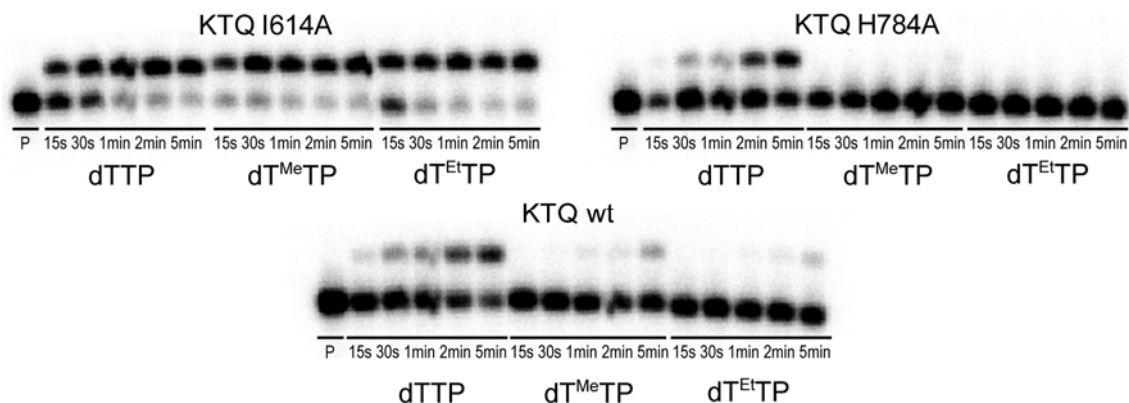 KTQ I614A
P 15s 30s 1min 2min 5min 15s 30s 1min 2min 5min 15s 30s 1min 2min 5min
dTTP dT^MeTP dT^EtTP
KTQ H784A
P 15s 30s 1min 2min 5min 15s 30s 1min 2min 5min 15s 30s 1min 2min 5min
dTTP dT^MeTP dT^EtTP
KTQ wt
P 15s 30s 1min 2min 5min 15s 30s 1min 2min 5min 15s 30s 1min 2min 5min
dTTP dT^MeTP dT^EtTP